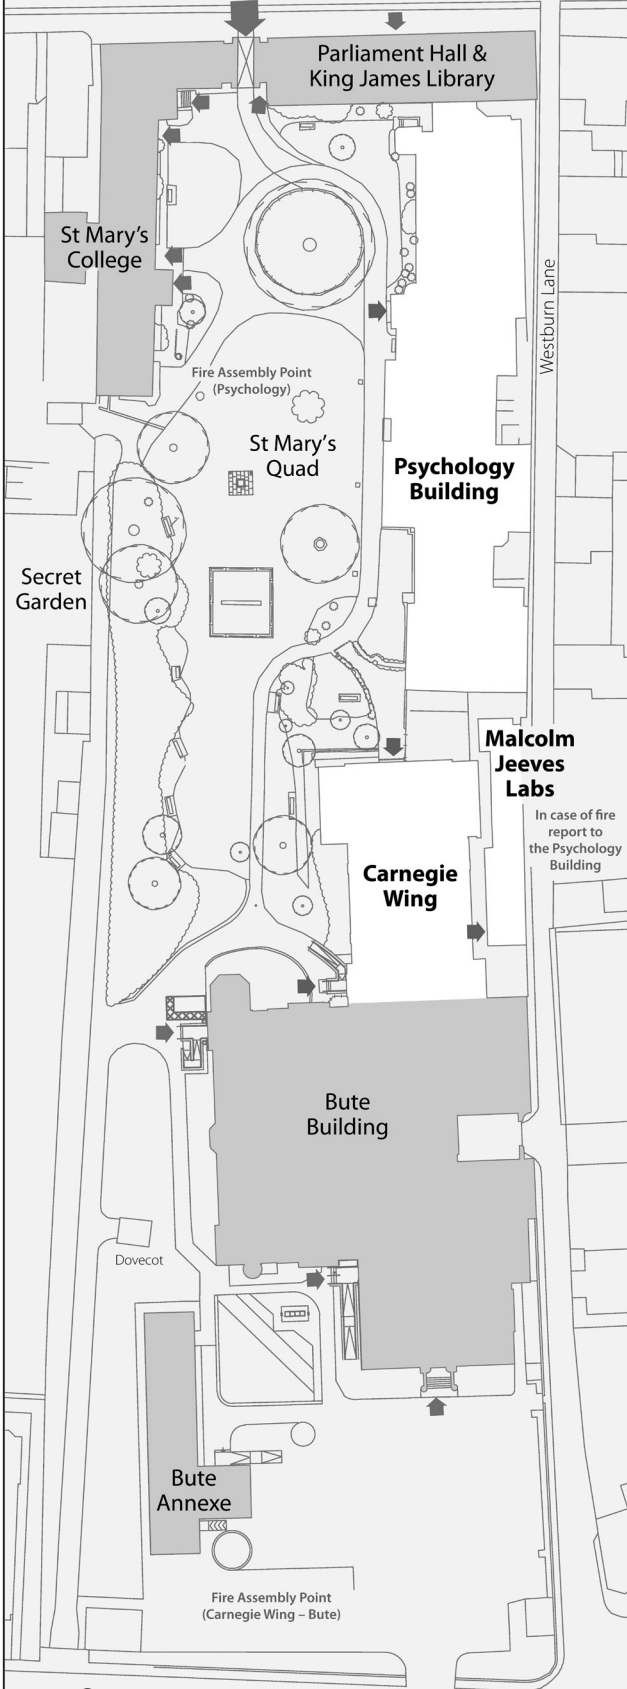 Parliament Hall &
King James Library
St Mary's
College
Westburn Lane
Fire Assembly Point
(Psychology)
St Mary's
Quad
Psychology
Building
Secret
Garden
Malcolm
Jeeves
Labs
In case of fire
report to
the Psychology
Building
Carnegie
Wing
Bute
Building
Dovecot
Bute
Annexe
Fire Assembly Point
(Carnegie Wing – Bute)